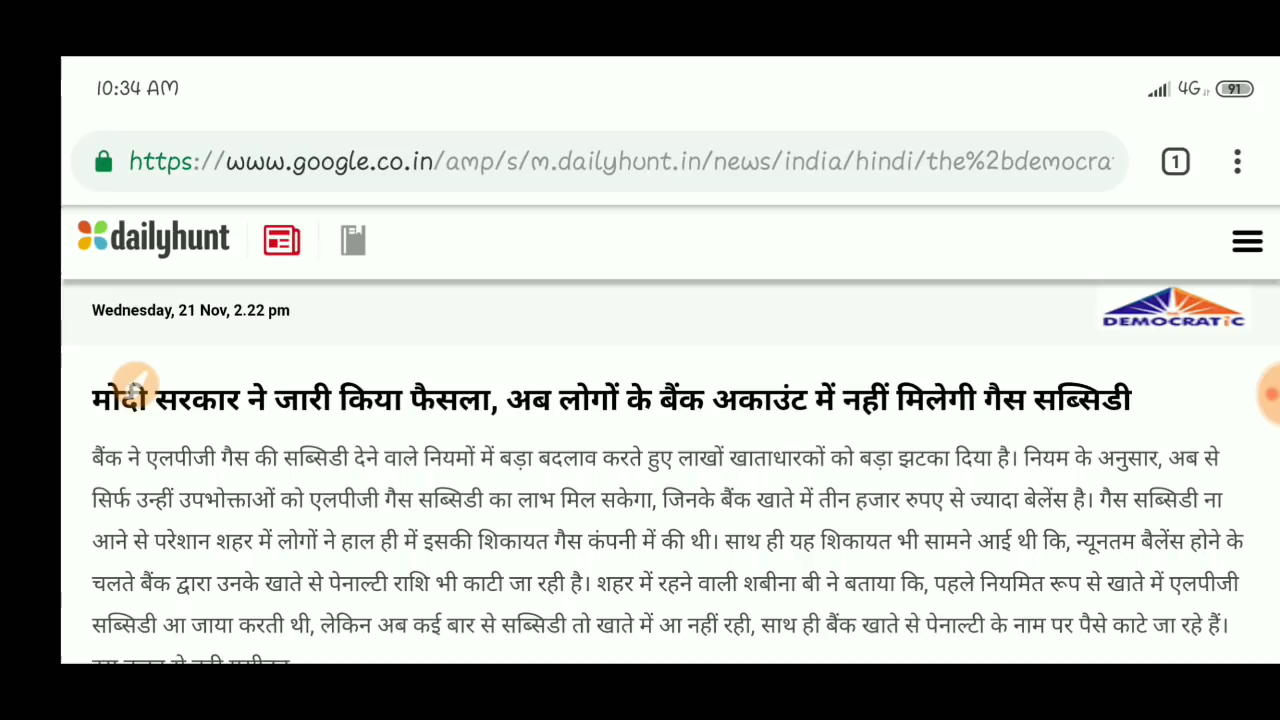 10:34 AM
4G 91
https://www.google.co.in/amp/s/m.dailyhunt.in/news/india/hindi/the%2bdemocra
1
dailyhunt
Wednesday, 21 Nov, 2.22 pm
DEMOCRATiC
मोदी सरकार ने जारी किया फैसला, अब लोगों के बैंक अकाउंट में नहीं मिलेगी गैस सब्सिडी
बैंक ने एलपीजी गैस की सब्सिडी देने वाले नियमों में बड़ा बदलाव करते हुए लाखों खाताधारकों को बड़ा झटका दिया है। नियम के अनुसार, अब से
सिर्फ उन्हीं उपभोक्ताओं को एलपीजी गैस सब्सिडी का लाभ मिल सकेगा, जिनके बैंक खाते में तीन हजार रुपए से ज्यादा बेलेंस है। गैस सब्सिडी ना
आने से परेशान शहर में लोगों ने हाल ही में इसकी शिकायत गैस कंपनी में की थी। साथ ही यह शिकायत भी सामने आई थी कि, न्यूनतम बैलेंस होने के
चलते बैंक द्वारा उनके खाते से पेनाल्टी राशि भी काटी जा रही है। शहर में रहने वाली शबीना बी ने बताया कि, पहले नियमित रूप से खाते में एलपीजी
सब्सिडी आ जाया करती थी, लेकिन अब कई बार से सब्सिडी तो खाते में आ नहीं रही, साथ ही बैंक खाते से पेनाल्टी के नाम पर पैसे काटे जा रहे हैं।